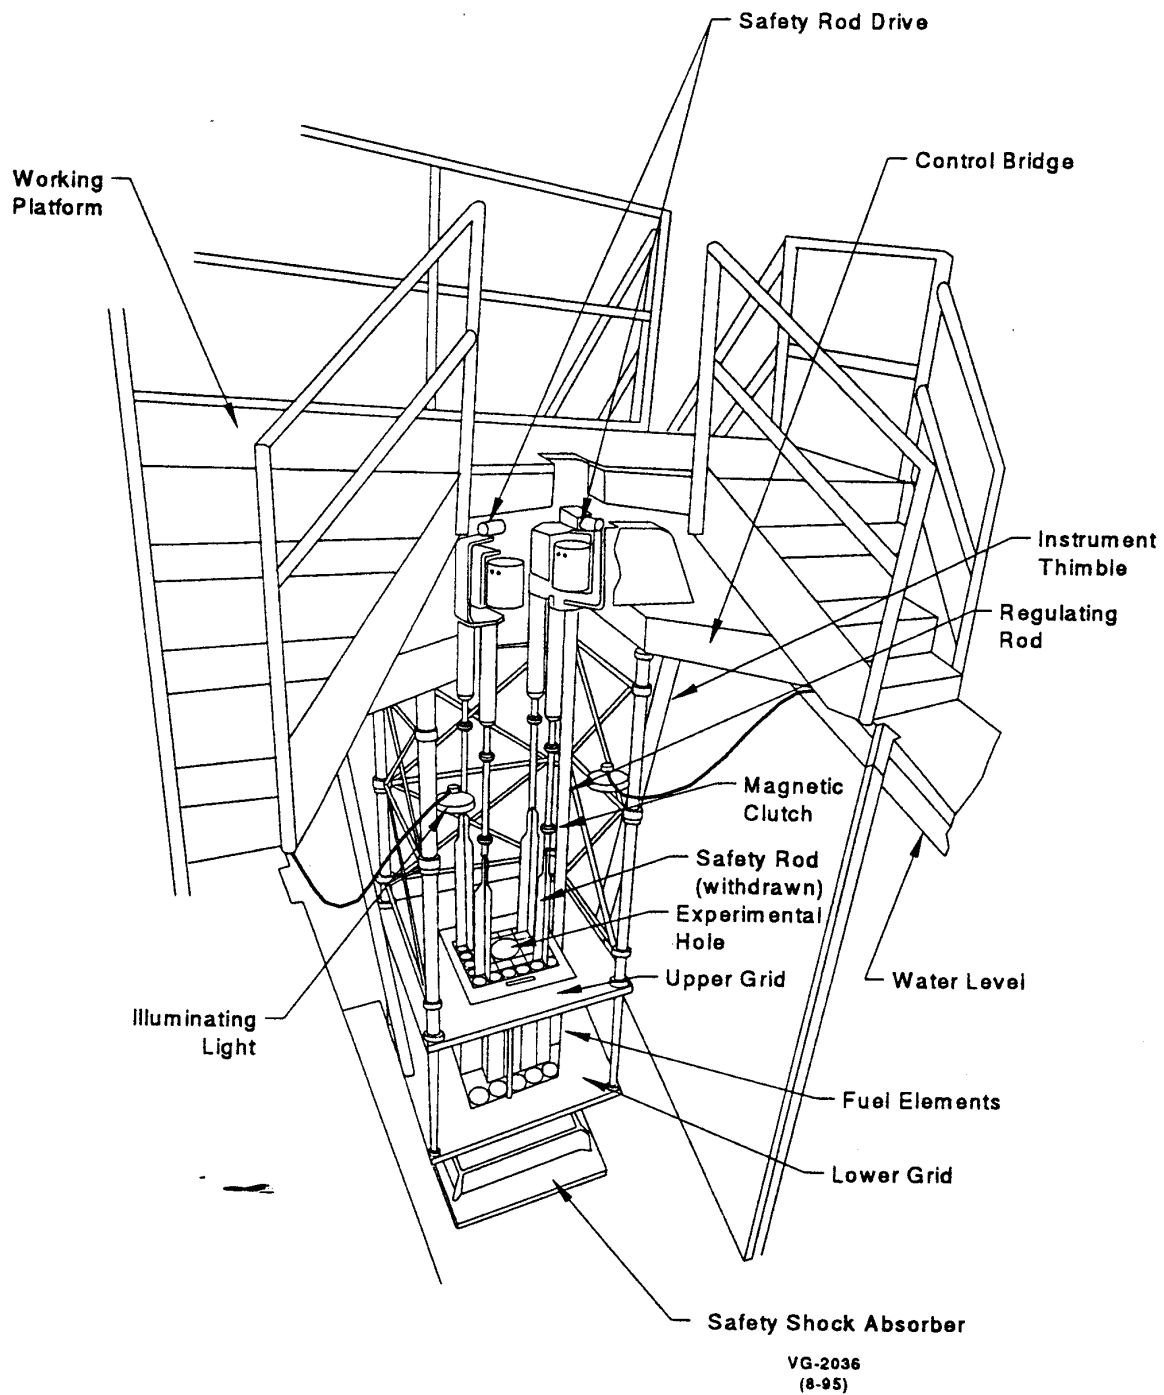 Safety Rod Drive
Control Bridge
Working
Platform
Instrument
Thimble
Regulating
Rod
Magnetic
Clutch
Safety Rod
(withdrawn)
Experimental
Hole
Upper Grid
Water Level
Illuminating
Light
Fuel Elements
Lower Grid
Safety Shock Absorber
VG-2036
(8-95)